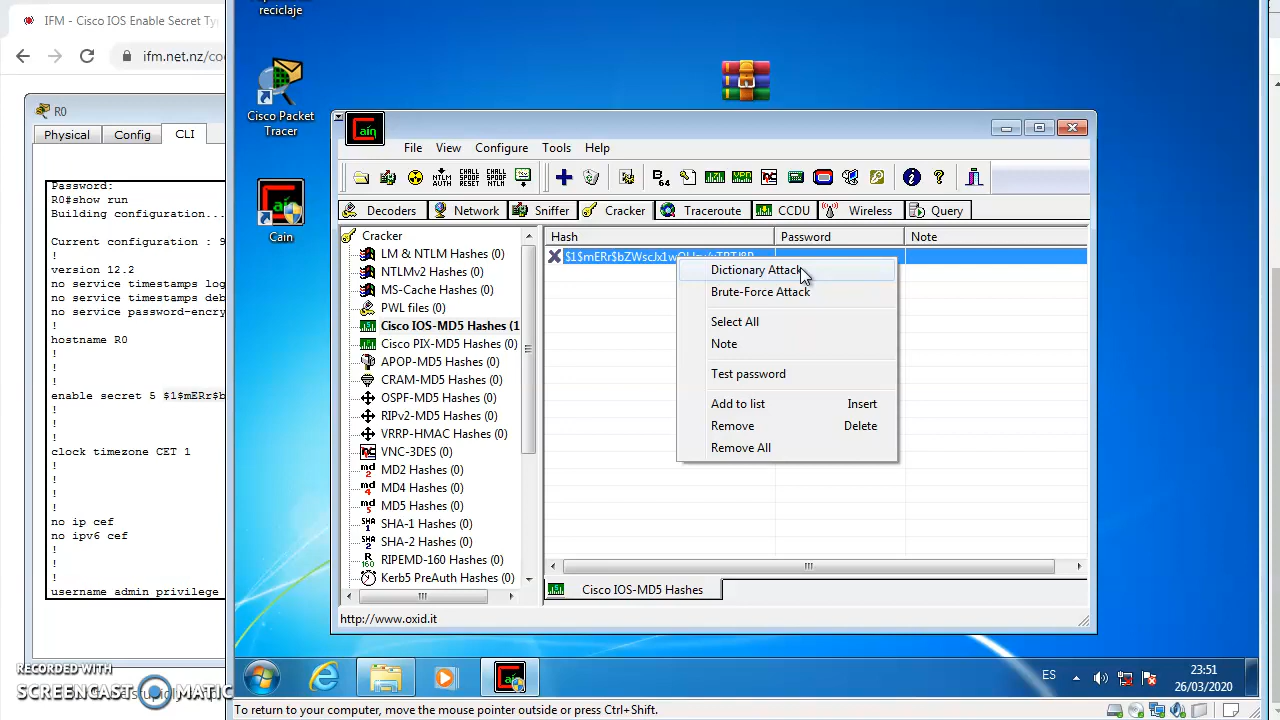 IFM - Cisco IOS Enable Secret Ty
ifm.net.nz/co
R0
Physical
Config
CLI
Password:
R0#show run
Building configuration...
Current configuration : 9
version 12.2
no service timestamps log
no service timestamps deb
no service password-encry
hostname R0
enable secret 5 $1$mERr$b
clock timezone CET 1
no ip cef
no ipv6 cef
username admin privilege
RECORDED WITH
SCREENCAST MATIC
reciclaje
Cisco Packet
Tracer
Cain
File View Configure Tools Help
Decoders Network Sniffer Cracker Traceroute CCDU Wireless Query
Cracker
LM & NTLM Hashes (0)
NTLMv2 Hashes (0)
MS-Cache Hashes (0)
PWL files (0)
Cisco IOS-MD5 Hashes (1
Cisco PIX-MD5 Hashes (0)
APOP-MD5 Hashes (0)
CRAM-MD5 Hashes (0)
OSPF-MD5 Hashes (0)
RIPv2-MD5 Hashes (0)
VRRP-HMAC Hashes (0)
VNC-3DES (0)
MD2 Hashes (0)
MD4 Hashes (0)
MD5 Hashes (0)
SHA-1 Hashes (0)
SHA-2 Hashes (0)
RIPEMD-160 Hashes (0)
Kerb5 PreAuth Hashes (0)
Hash Password Note
Dictionary Attack
Brute-Force Attack
Select All
Note
Test password
Add to list Insert
Remove Delete
Remove All
Cisco IOS-MD5 Hashes
http://www.oxid.it
ES
23:51
26/03/2020
To return to your computer, move the mouse pointer outside or press Ctrl+Shift.